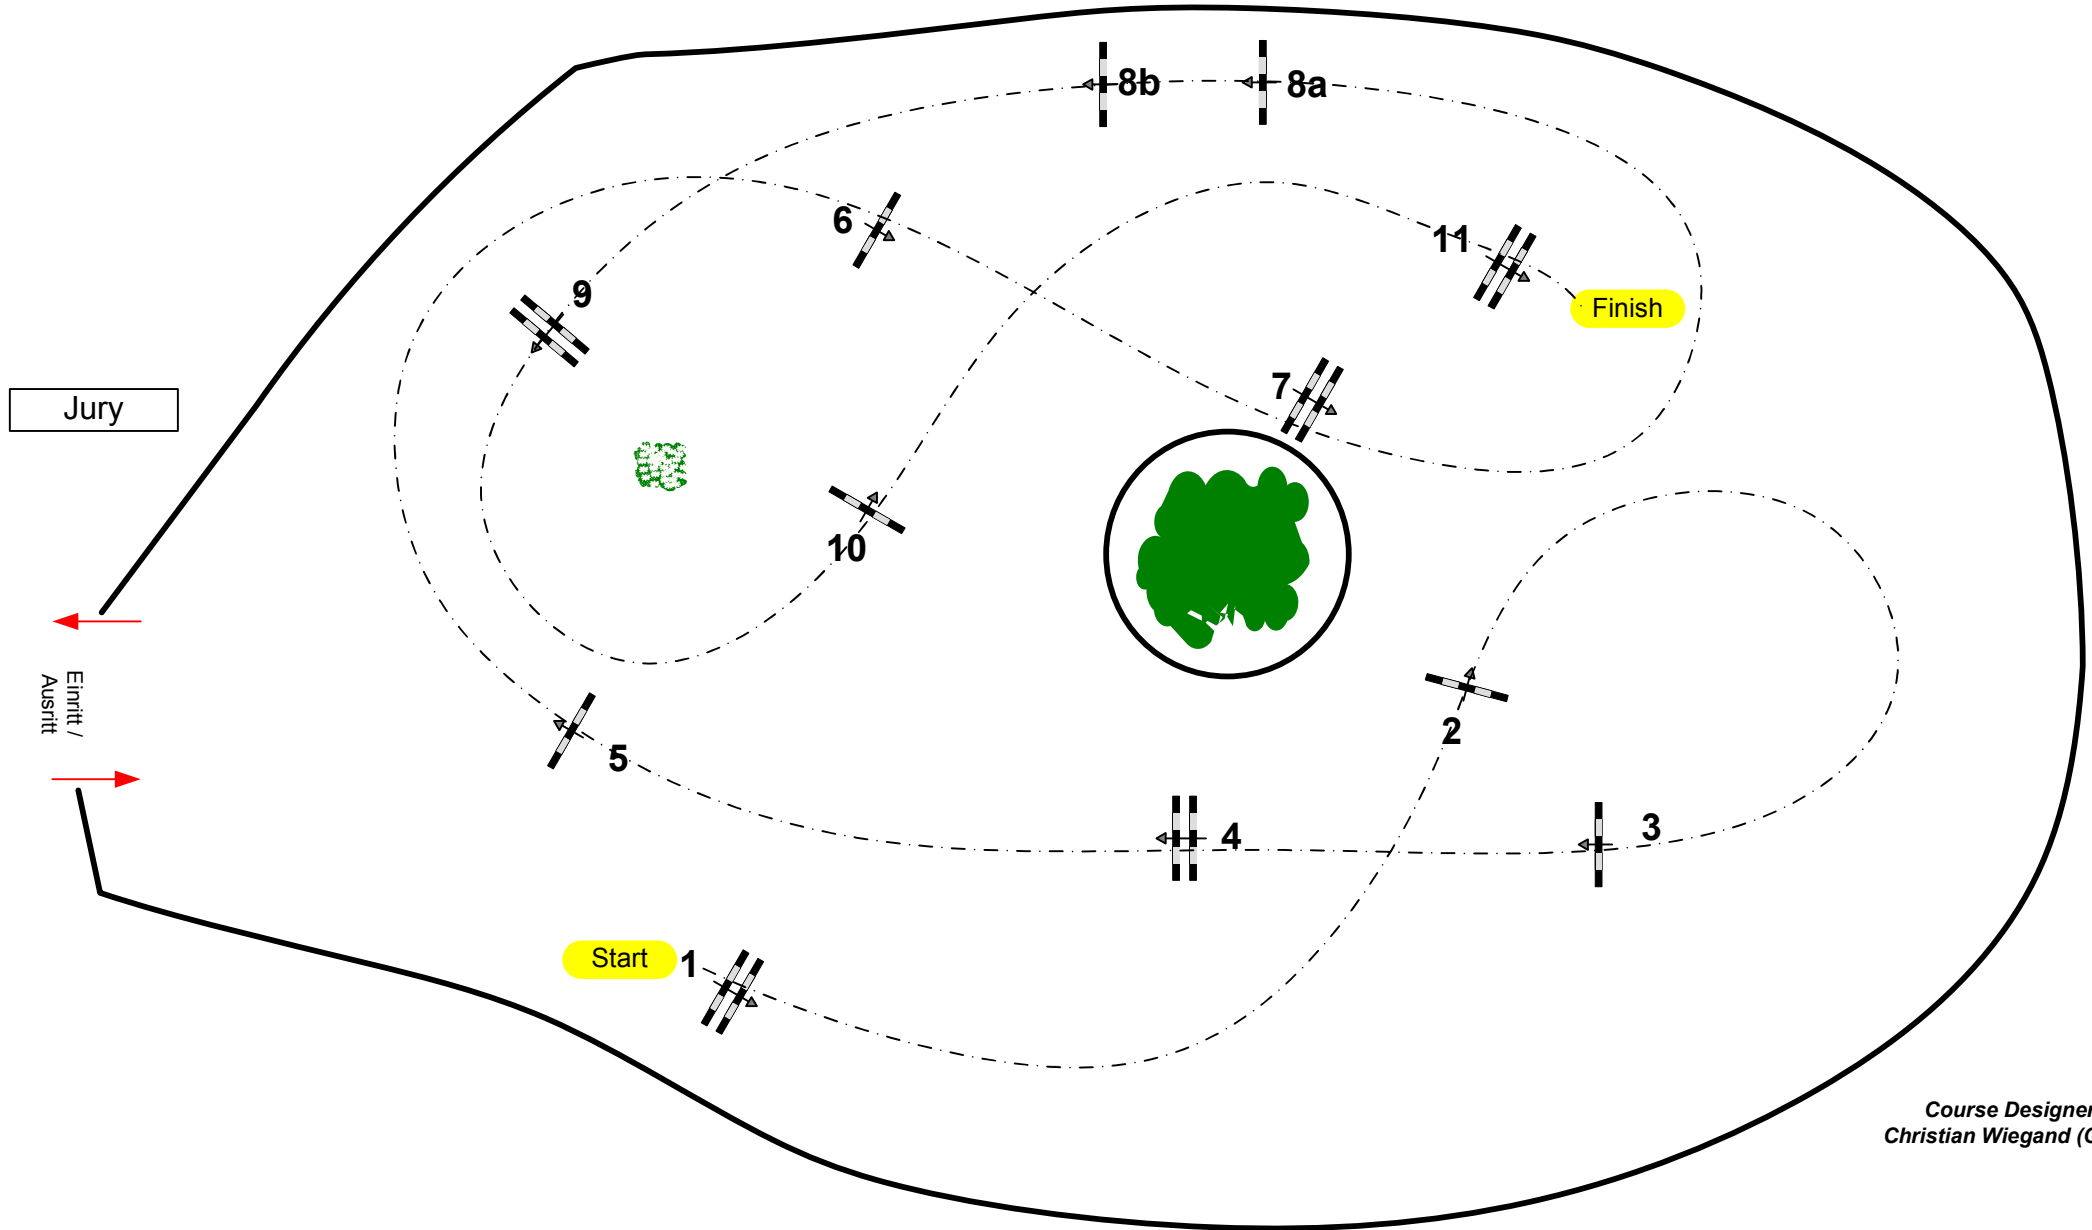 8b
8a
6
11
9
Finish
7
Jury
10
Einritt /
Ausritt
2
5
4
3
Start
1
Course Designer
Christian Wiegand (